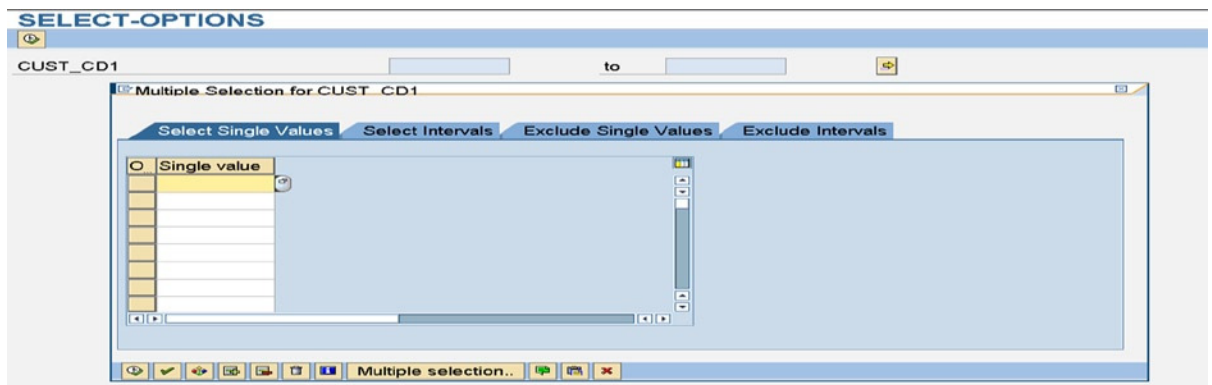 SELECT-OPTIONS
CUST_CD1 to
Multiple Selection for CUST_CD1
Select Single Values Select Intervals Exclude Single Values Exclude Intervals
O... Single value
Multiple selection..